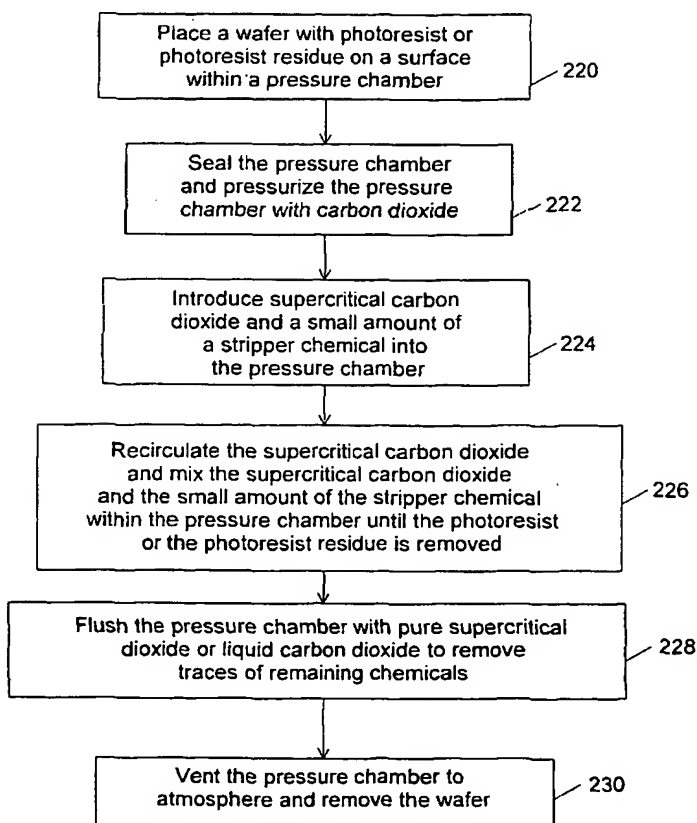 Place a wafer with photoresist or
photoresist residue on a surface
within a pressure chamber
220
Seal the pressure chamber
and pressurize the pressure
chamber with carbon dioxide
222
Introduce supercritical carbon
dioxide and a small amount of
a stripper chemical into
the pressure chamber
224
Recirculate the supercritical carbon dioxide
and mix the supercritical carbon dioxide
and the small amount of the stripper chemical
within the pressure chamber until the photoresist
or the photoresist residue is removed
226
Flush the pressure chamber with pure supercritical
dioxide or liquid carbon dioxide to remove
traces of remaining chemicals
228
Vent the pressure chamber to
atmosphere and remove the wafer
230